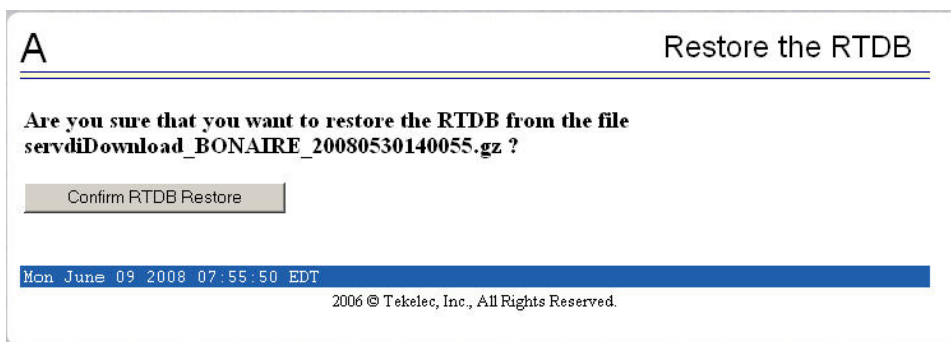 A
Restore the RTDB
Are you sure that you want to restore the RTDB from the file
servdiDownload_BONAIRE_20080530140055.gz ?
Confirm RTDB Restore
Mon June 09 2008 07:55:50 EDT
2006 © Tekelec, Inc., All Rights Reserved.